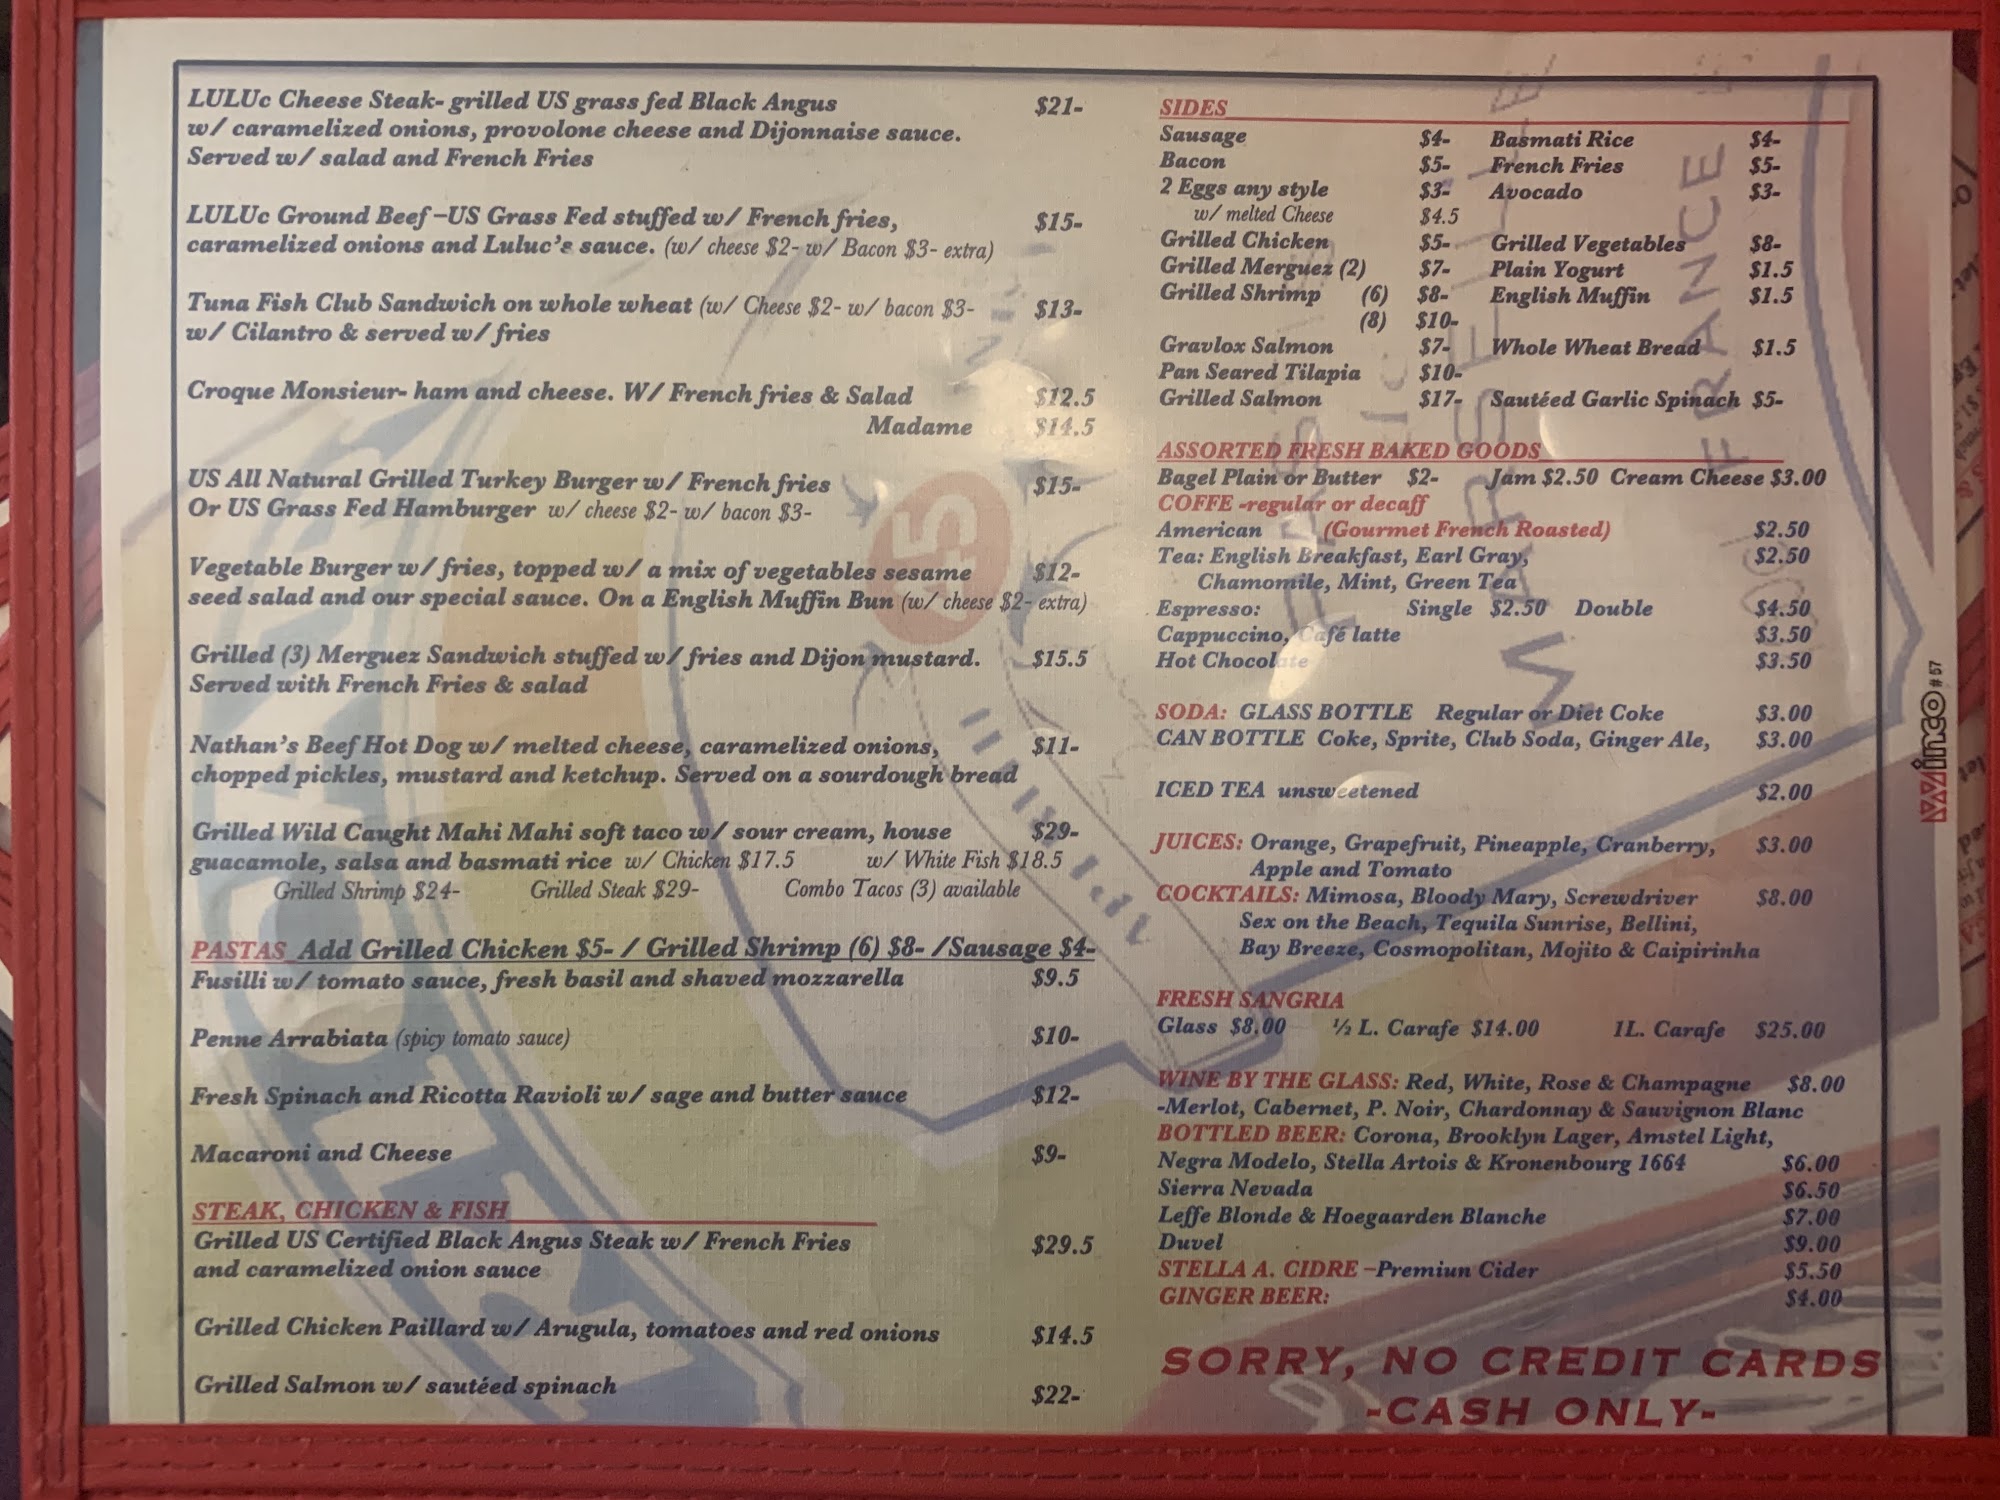 LULUc Cheese Steak- grilled US grass fed Black Angus $21-
w/ caramelized onions, provolone cheese and Dijonnaise sauce.
Served w/ salad and French Fries
LULUc Ground Beef –US Grass Fed stuffed w/ French fries, $15-
caramelized onions and Luluc's sauce. (w/ cheese $2- w/ Bacon $3- extra)
Tuna Fish Club Sandwich on whole wheat (w/ Cheese $2- w/ bacon $3- $13-
w/ Cilantro & served w/ fries
Croque Monsieur- ham and cheese. W/ French fries & Salad $12.5
Madame $14.5
US All Natural Grilled Turkey Burger w/ French fries $15-
Or US Grass Fed Hamburger w/ cheese $2- w/ bacon $3-
Vegetable Burger w/ fries, topped w/ a mix of vegetables sesame $12-
seed salad and our special sauce. On a English Muffin Bun (w/ cheese $2- extra)
Grilled (3) Merguez Sandwich stuffed w/ fries and Dijon mustard. $15.5
Served with French Fries & salad
Nathan's Beef Hot Dog w/ melted cheese, caramelized onions, $11-
chopped pickles, mustard and ketchup. Served on a sourdough bread
Grilled Wild Caught Mahi Mahi soft taco w/ sour cream, house $29-
guacamole, salsa and basmati rice w/ Chicken $17.5 w/ White Fish $18.5
Grilled Shrimp $24- Grilled Steak $29- Combo Tacos (3) available
PASTAS Add Grilled Chicken $5- / Grilled Shrimp (6) $8- /Sausage $4-
Fusilli w/ tomato sauce, fresh basil and shaved mozzarella $9.5
Penne Arrabiata (spicy tomato sauce) $10-
Fresh Spinach and Ricotta Ravioli w/ sage and butter sauce $12-
Macaroni and Cheese $9-
STEAK, CHICKEN & FISH
Grilled US Certified Black Angus Steak w/ French Fries $29.5
and caramelized onion sauce
Grilled Chicken Paillard w/ Arugula, tomatoes and red onions $14.5
Grilled Salmon w/ sautéed spinach $22-
SIDES
Sausage $4- Basmati Rice $4-
Bacon $5- French Fries $5-
2 Eggs any style $3- Avocado $3-
w/ melted Cheese $4.5
Grilled Chicken $5- Grilled Vegetables $8-
Grilled Merguez (2) $7- Plain Yogurt $1.5
Grilled Shrimp (6) $8- English Muffin $1.5
(8) $10-
Gravlox Salmon $7- Whole Wheat Bread $1.5
Pan Seared Tilapia $10-
Grilled Salmon $17- Sautéed Garlic Spinach $5-
ASSORTED FRESH BAKED GOODS
Bagel Plain or Butter $2- Jam $2.50 Cream Cheese $3.00
COFFE -regular or decaff
American (Gourmet French Roasted) $2.50
Tea: English Breakfast, Earl Gray, $2.50
Chamomile, Mint, Green Tea
Espresso: Single $2.50 Double $4.50
Cappuccino, Café latte $3.50
Hot Chocolate $3.50
SODA: GLASS BOTTLE Regular or Diet Coke $3.00
CAN BOTTLE Coke, Sprite, Club Soda, Ginger Ale, $3.00
ICED TEA unsweetened $2.00
JUICES: Orange, Grapefruit, Pineapple, Cranberry, $3.00
Apple and Tomato
COCKTAILS: Mimosa, Bloody Mary, Screwdriver $8.00
Sex on the Beach, Tequila Sunrise, Bellini,
Bay Breeze, Cosmopolitan, Mojito & Caipirinha
FRESH SANGRIA
Glass $8.00 ½ L. Carafe $14.00 1L. Carafe $25.00
WINE BY THE GLASS: Red, White, Rose & Champagne $8.00
-Merlot, Cabernet, P. Noir, Chardonnay & Sauvignon Blanc
BOTTLED BEER: Corona, Brooklyn Lager, Amstel Light,
Negra Modelo, Stella Artois & Kronenbourg 1664 $6.00
Sierra Nevada $6.50
Leffe Blonde & Hoegaarden Blanche $7.00
Duvel $9.00
STELLA A. CIDRE –Premiun Cider $5.50
GINGER BEER: $4.00
SORRY, NO CREDIT CARDS
-CASH ONLY-
Winco #57
MARSEILLE
FRANCE
45